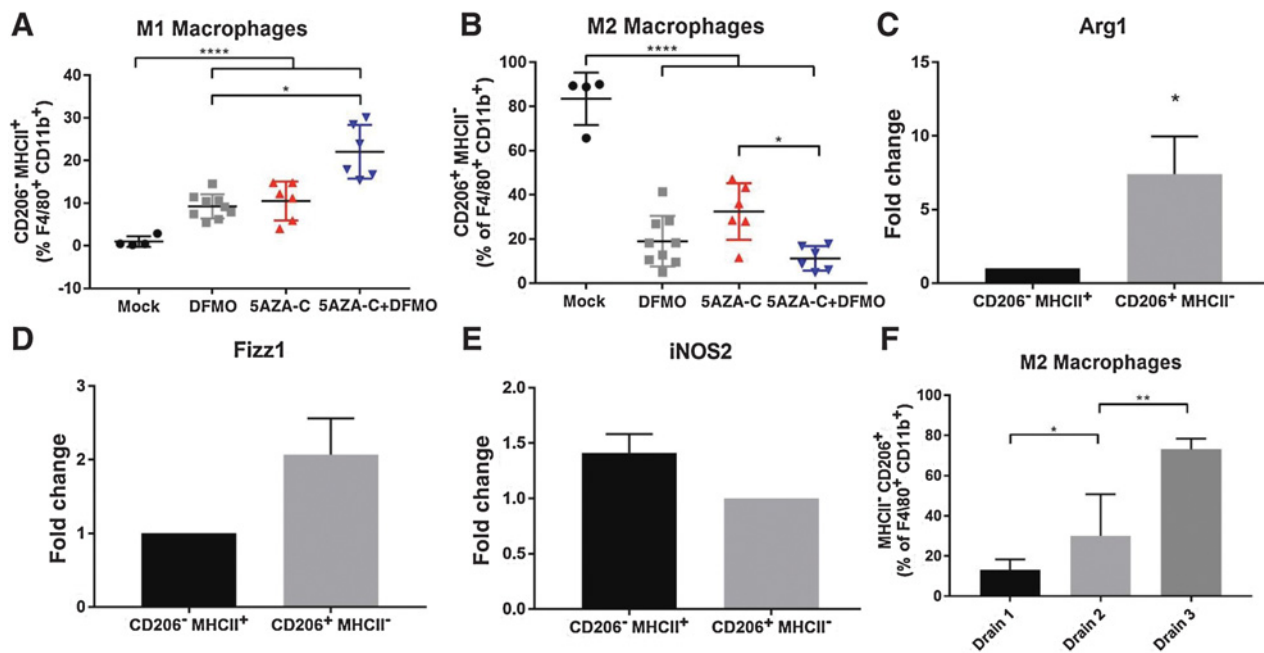 A
M1 Macrophages
CD206⁻ MHCII⁺
(% F4/80⁺ CD11b⁺)
****
*
40
30
20
10
0
-10
Mock
DFMO
5AZA-C
5AZA-C+DFMO
B
M2 Macrophages
CD206⁺ MHCII⁻
(% of F4/80⁺ CD11b⁺)
****
*
100
80
60
40
20
0
Mock
DFMO
5AZA-C
5AZA-C+DFMO
C
Arg1
Fold change
*
15
10
5
0
CD206⁻ MHCII⁺
CD206⁺ MHCII⁻
D
Fizz1
Fold change
3
2
1
0
CD206⁻ MHCII⁺
CD206⁺ MHCII⁻
E
iNOS2
Fold change
2.0
1.5
1.0
0.5
0.0
CD206⁻ MHCII⁺
CD206⁺ MHCII⁻
F
M2 Macrophages
MHCII⁻ CD206⁺
(% of F4\80⁺ CD11b⁺)
*
**
100
80
60
40
20
0
Drain 1
Drain 2
Drain 3